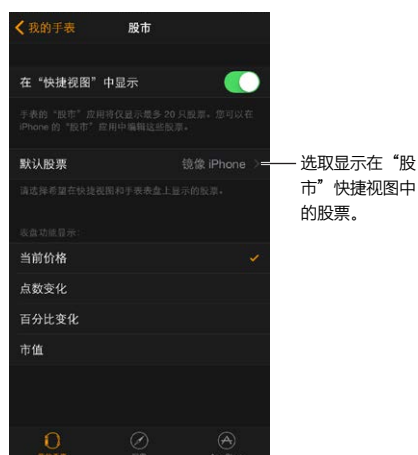 我的手表
股市
在“快捷视图”中显示
手表的“股市”应用将仅显示最多 20 只股票。您可以在
iPhone 的“股市”应用中编辑这些股票。
默认股票
镜像 iPhone
选取显示在“股
市”快捷视图中
的股票。
请选择希望在快捷视图和手表表盘上显示的股票。
表盘功能显示:
当前价格
点数变化
百分比变化
市值